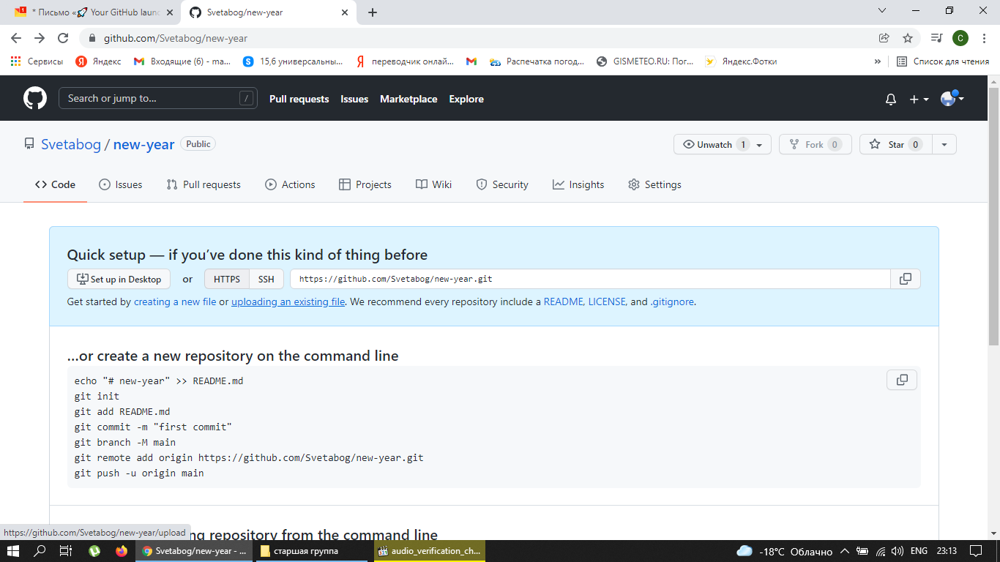 * Письмо «🚀 Your GitHub laun
Svetabog/new-year
github.com/Svetabog/new-year
С
Сервисы
Яндекс
Входящие (6) - ma...
15,6 универсальны...
переводчик онлай...
Распечатка погод...
GISMETEO.RU: Пог...
Яндекс.Фотки
»
Список для чтения
Search or jump to...
/
Pull requests
Issues
Marketplace
Explore
Svetabog / new-year Public
Unwatch 1
Fork 0
Star 0
Code
Issues
Pull requests
Actions
Projects
Wiki
Security
Insights
Settings
Quick setup — if you’ve done this kind of thing before
Set up in Desktop or HTTPS SSH https://github.com/Svetabog/new-year.git
Get started by creating a new file or uploading an existing file. We recommend every repository include a README, LICENSE, and .gitignore.
…or create a new repository on the command line
echo "# new-year" >> README.md
git init
git add README.md
git commit -m "first commit"
git branch -M main
git remote add origin https://github.com/Svetabog/new-year.git
git push -u origin main
ng repository from the command line
https://github.com/Svetabog/new-year/upload
Svetabog/new-year - ...
старшая группа
audio_verification_ch...
-18°C Облачно
ENG
23:13